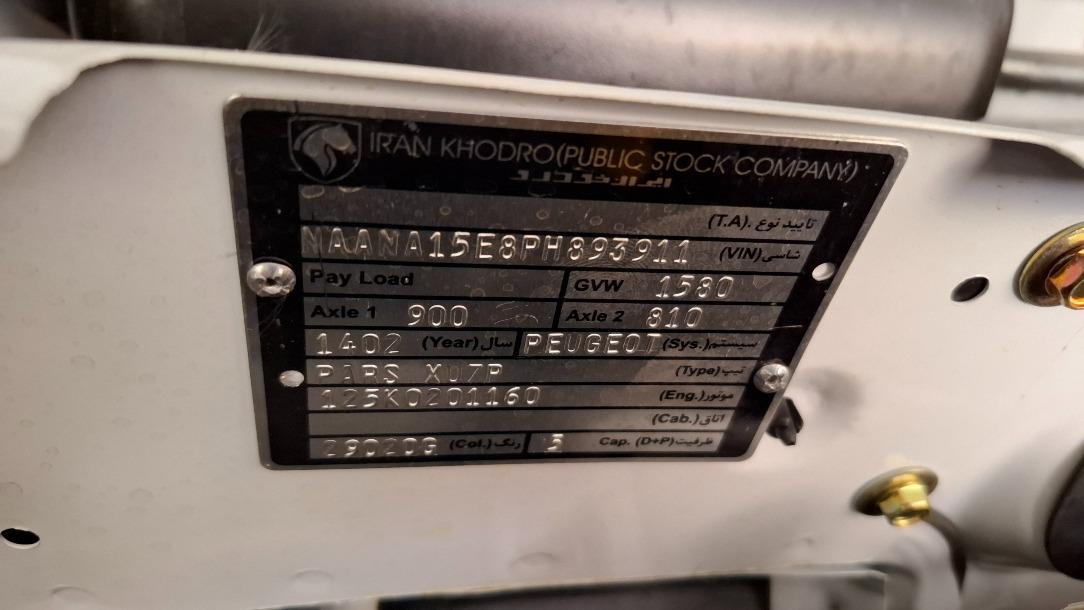 IRAN KHODRO(PUBLIC STOCK COMPANY)
ایران خودرو
تایید نوع .(T.A)
NAANA15E8PH893911 شاسی(VIN)
Pay Load GVW 1580
Axle 1 900 Axle 2 810
1402 سال(Year) PEUGEOT سیستم(Sys.)
PARS XU7P تیپ(Type)
125K0201160 موتور(Eng.)
اتاق(Cab.)
29020G رنگ(Col.) 5 Cap. (D+P) ظرفیت